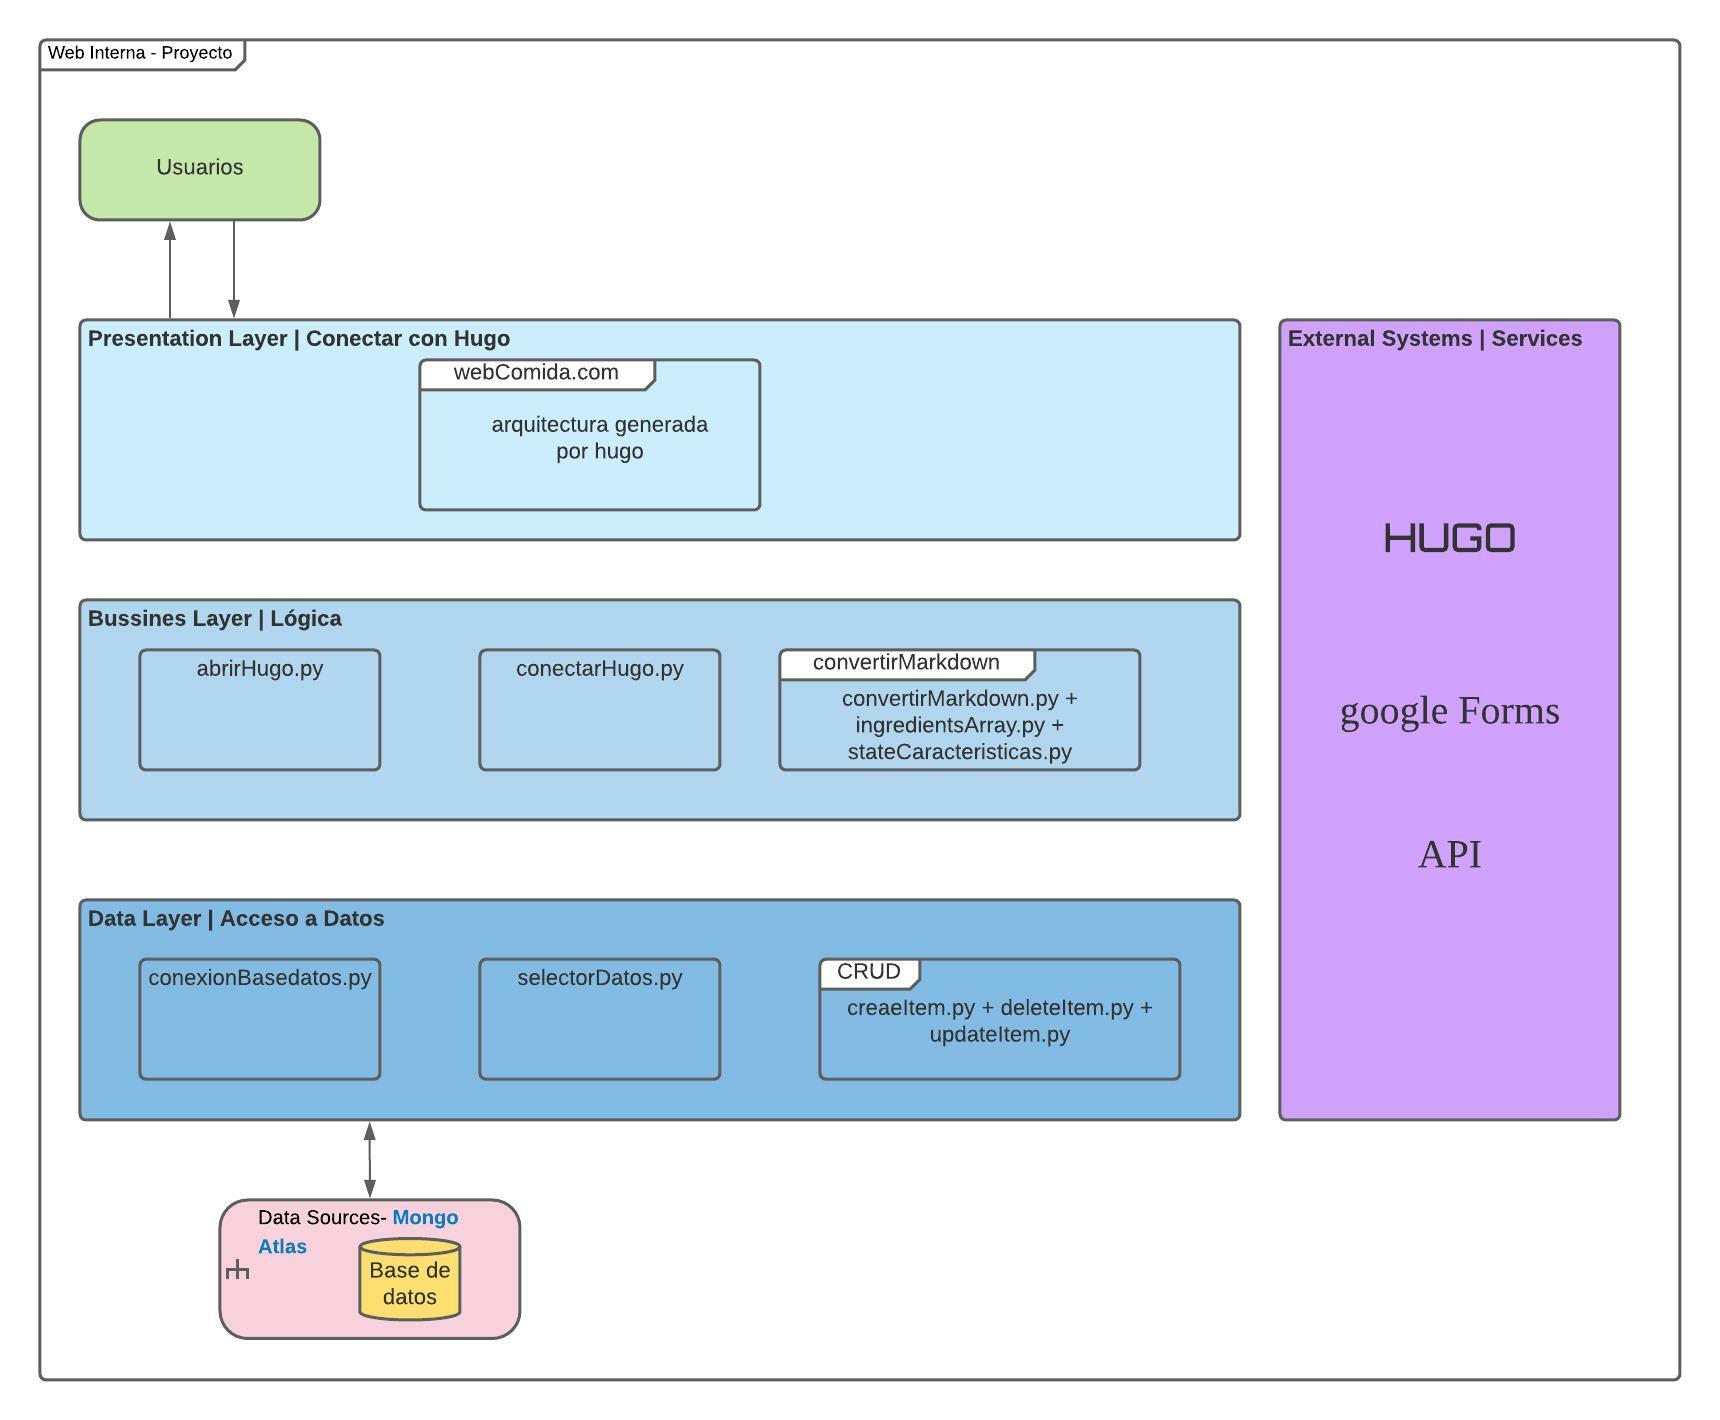 Web Interna - Proyecto
Usuarios
Presentation Layer | Conectar con Hugo
webComida.com
arquitectura generada
por hugo
Bussines Layer | Lógica
abrirHugo.py
conectarHugo.py
convertirMarkdown
convertirMarkdown.py +
ingredientsArray.py +
stateCaracteristicas.py
Data Layer | Acceso a Datos
conexionBasedatos.py
selectorDatos.py
CRUD
creaeItem.py + deleteItem.py +
updateItem.py
Data Sources- Mongo
Atlas
Base de
datos
External Systems | Services
HUGO
google Forms
API